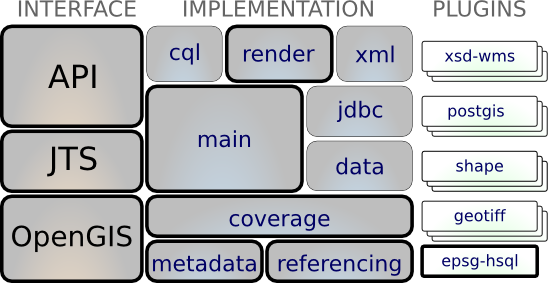 INTERFACE IMPLEMENTATION PLUGINS
API cql render xml xsd-wms
main jdbc postgis
JTS data shape
OpenGIS coverage geotiff
metadata referencing epsg-hsql